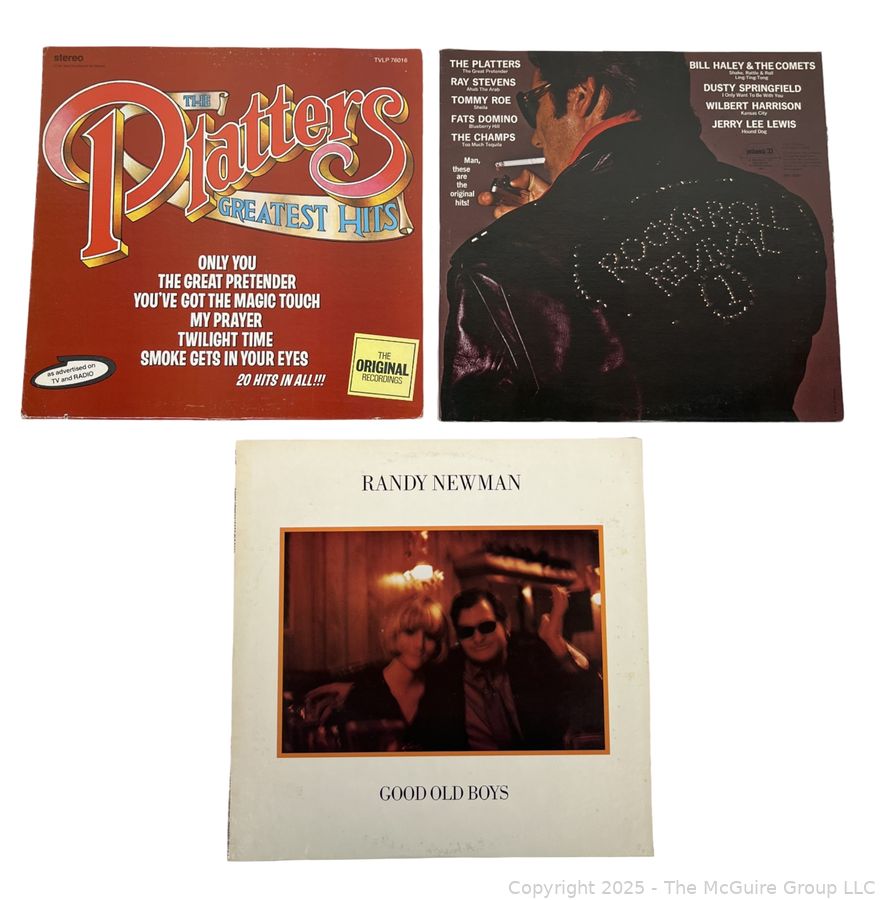 stereo
TVLP 76016
THE
Platters
GREATEST HITS
ONLY YOU
THE GREAT PRETENDER
YOU'VE GOT THE MAGIC TOUCH
MY PRAYER
TWILIGHT TIME
SMOKE GETS IN YOUR EYES
20 HITS IN ALL!!!
as advertised on
TV and RADIO
THE
ORIGINAL
RECORDINGS
THE PLATTERS
The Great Pretender
RAY STEVENS
Ahab The Arab
TOMMY ROE
Sheila
FATS DOMINO
Blueberry Hill
THE CHAMPS
Too Much Tequila
Man,
these
are the
original
hits!
BILL HALEY & THE COMETS
Shake, Rattle & Roll
Ling-Ting-Tong
DUSTY SPRINGFIELD
I Only Want To Be With You
WILBERT HARRISON
Kansas City
JERRY LEE LEWIS
Hound Dog
ROCK N ROLL
REVIVAL
RANDY NEWMAN
GOOD OLD BOYS
Copyright 2025 - The McGuire Group LLC